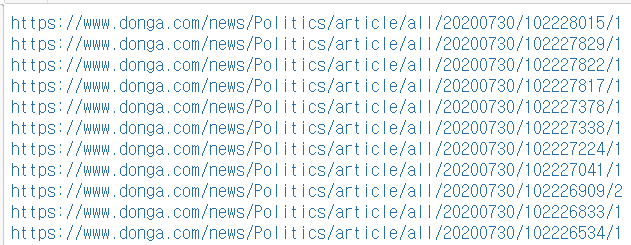 https://www.donga.com/news/Politics/article/all/20200730/102228015/1
https://www.donga.com/news/Politics/article/all/20200730/102227829/1
https://www.donga.com/news/Politics/article/all/20200730/102227822/1
https://www.donga.com/news/Politics/article/all/20200730/102227817/1
https://www.donga.com/news/Politics/article/all/20200730/102227378/1
https://www.donga.com/news/Politics/article/all/20200730/102227338/1
https://www.donga.com/news/Politics/article/all/20200730/102227224/1
https://www.donga.com/news/Politics/article/all/20200730/102227041/1
https://www.donga.com/news/Politics/article/all/20200730/102226909/2
https://www.donga.com/news/Politics/article/all/20200730/102226833/1
https://www.donga.com/news/Politics/article/all/20200730/102226534/1